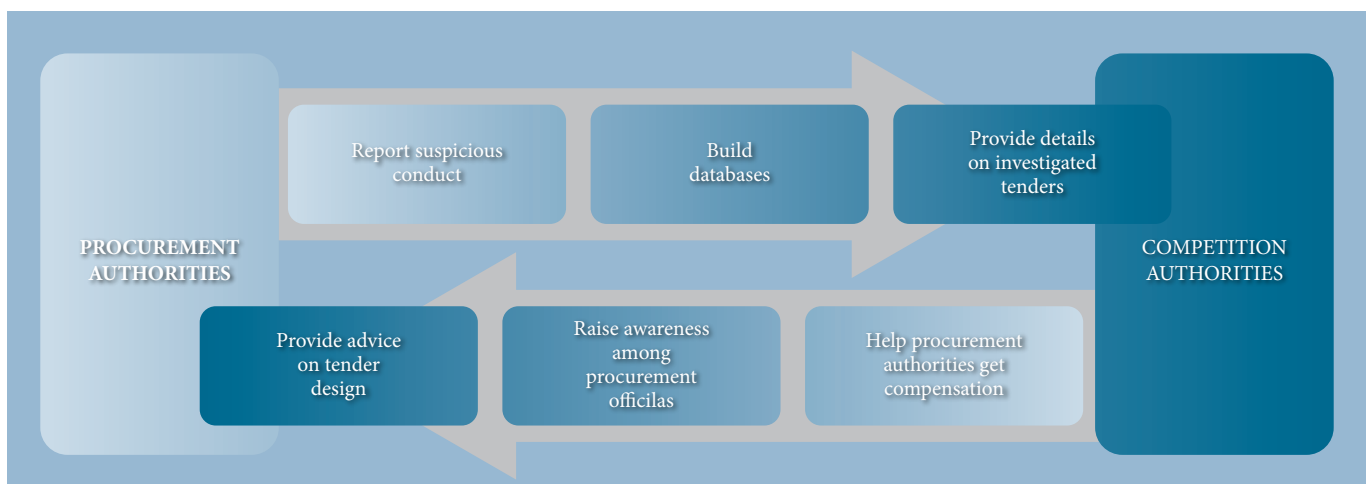 PROCUREMENT
AUTHORITIES
Report suspicious
conduct
Build
databases
Provide details
on investigated
tenders
COMPETITION
AUTHORITIES
Provide advice
on tender
design
Raise awareness
among
procurement
officilas
Help procurement
authorities get
compensation